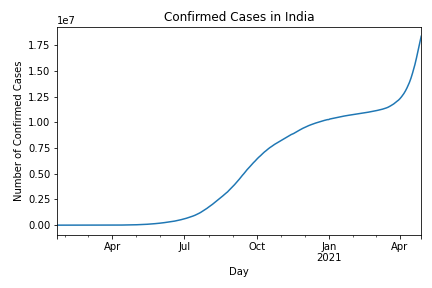 Confirmed Cases in India
1e7
Number of Confirmed Cases
1.75
1.50
1.25
1.00
0.75
0.50
0.25
0.00
Apr
Jul
Oct
Jan
2021
Apr
Day